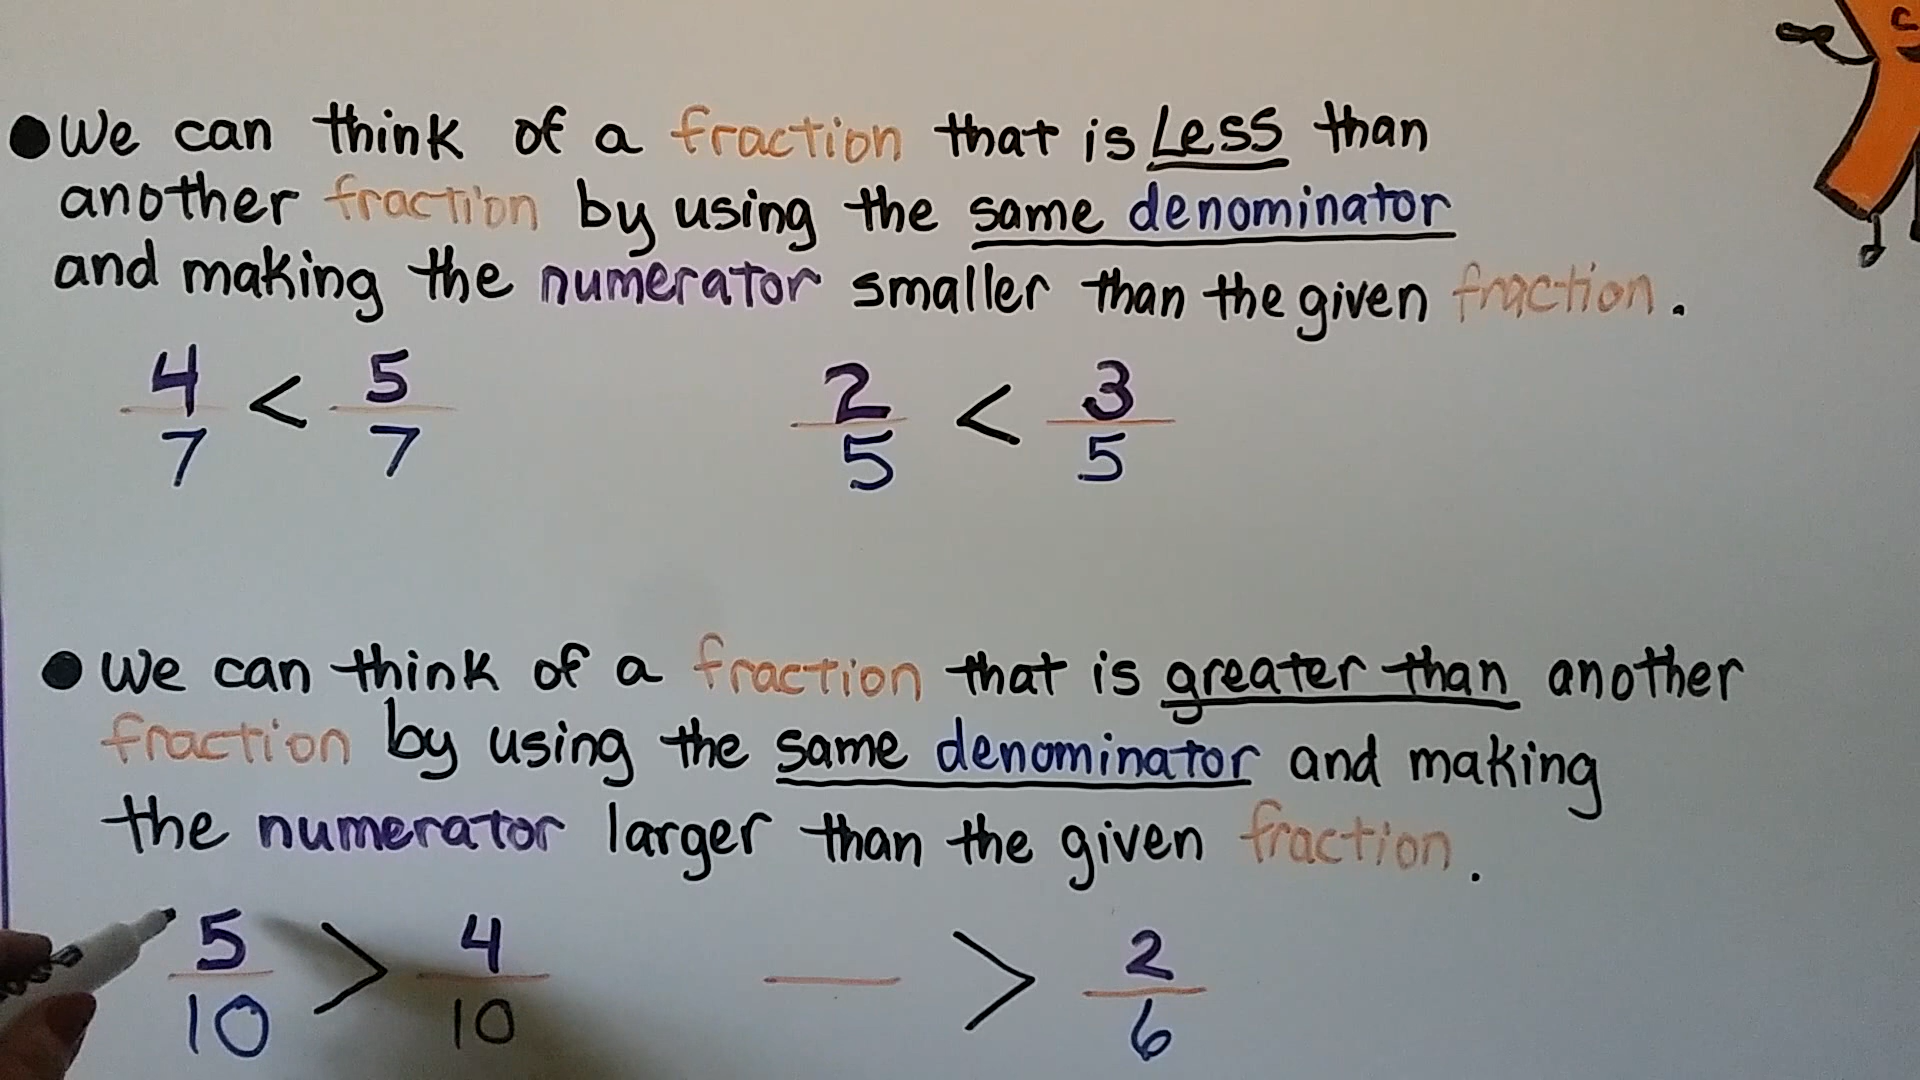 ● We can think of a fraction that is Less than
another fraction by using the same denominator
and making the numerator smaller than the given fraction.
4/7 < 5/7 2/5 < 3/5
● We can think of a fraction that is greater than another
fraction by using the same denominator and making
the numerator larger than the given fraction.
5/10 > 4/10 __ > 2/6